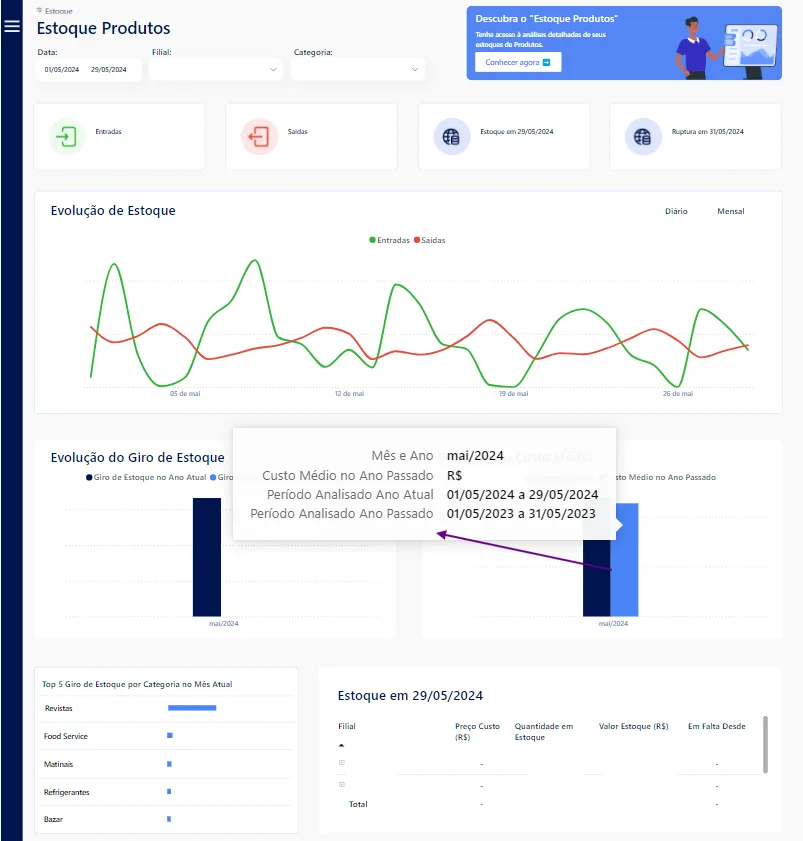 Estoque
Estoque Produtos
Data:
Filial:
Categoria:
01/05/2024 29/05/2024
Descubra o "Estoque Produtos"
Tenha acesso à análises detalhadas de seus
estoques de Produtos.
Conhecer agora
Entradas
Saídas
Estoque em 29/05/2024
Ruptura em 31/05/2024
Evolução de Estoque
Diário
Mensal
Entradas Saídas
05 de mai
12 de mai
19 de mai
26 de mai
Evolução do Giro de Estoque
Giro de Estoque no Ano Atual Giro
sto Médio no Ano Passado
Mês e Ano mai/2024
Custo Médio no Ano Passado R$
Período Analisado Ano Atual 01/05/2024 a 29/05/2024
Período Analisado Ano Passado 01/05/2023 a 31/05/2023
mai/2024
mai/2024
Top 5 Giro de Estoque por Categoria no Mês Atual
Revistas
Food Service
Matinais
Refrigerantes
Bazar
Estoque em 29/05/2024
Filial
Preço Custo
(R$)
Quantidade em
Estoque
Valor Estoque (R$)
Em Falta Desde
- -
- -
Total - -